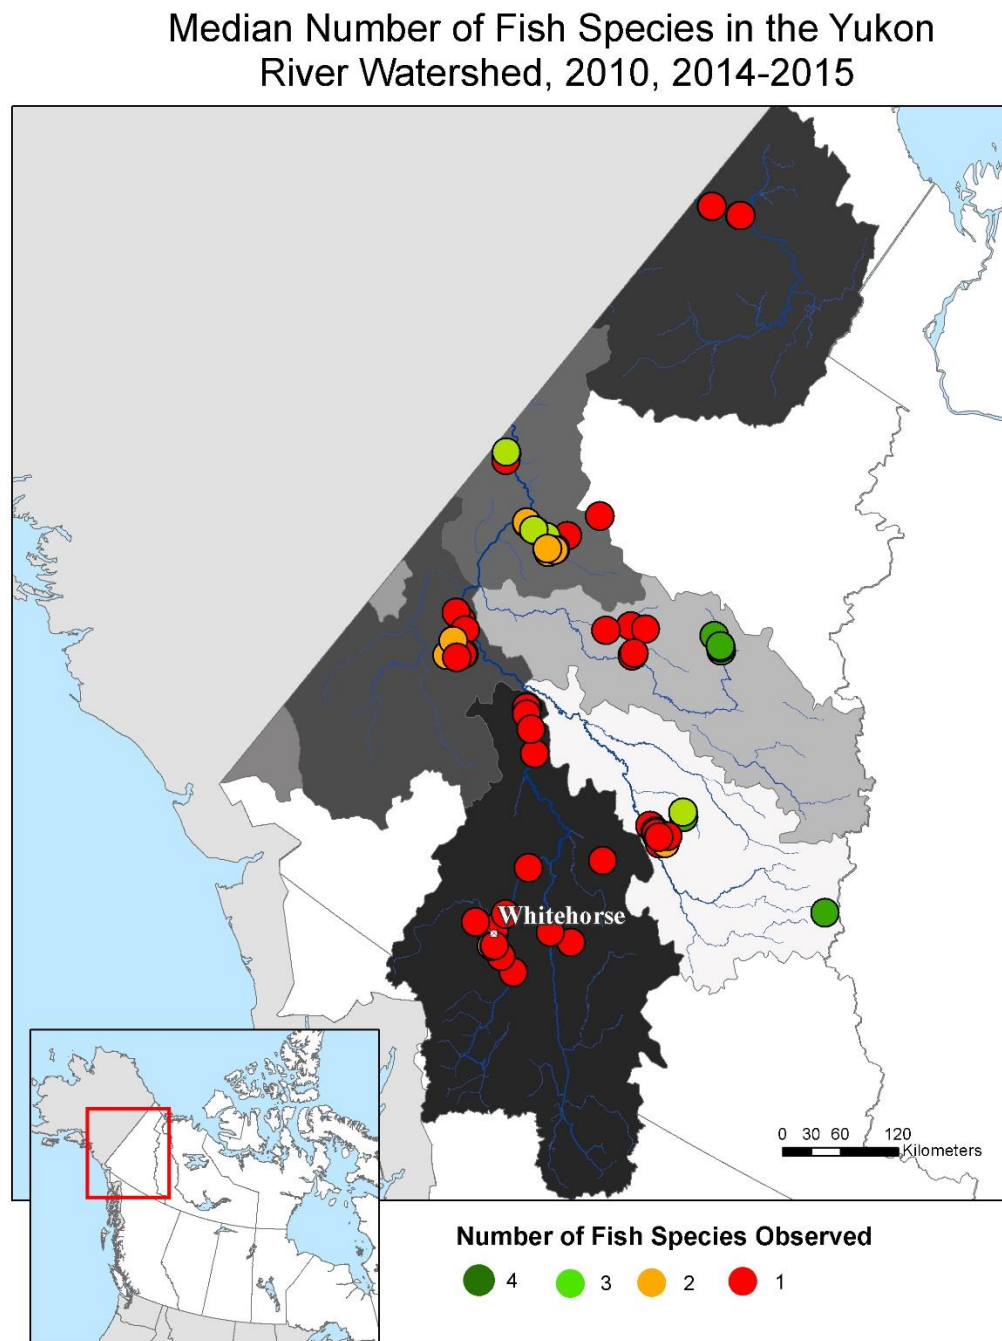 Median Number of Fish Species in the Yukon
River Watershed, 2010, 2014-2015
Whitehorse
0 30 60 120
Kilometers
Number of Fish Species Observed
4 3 2 1